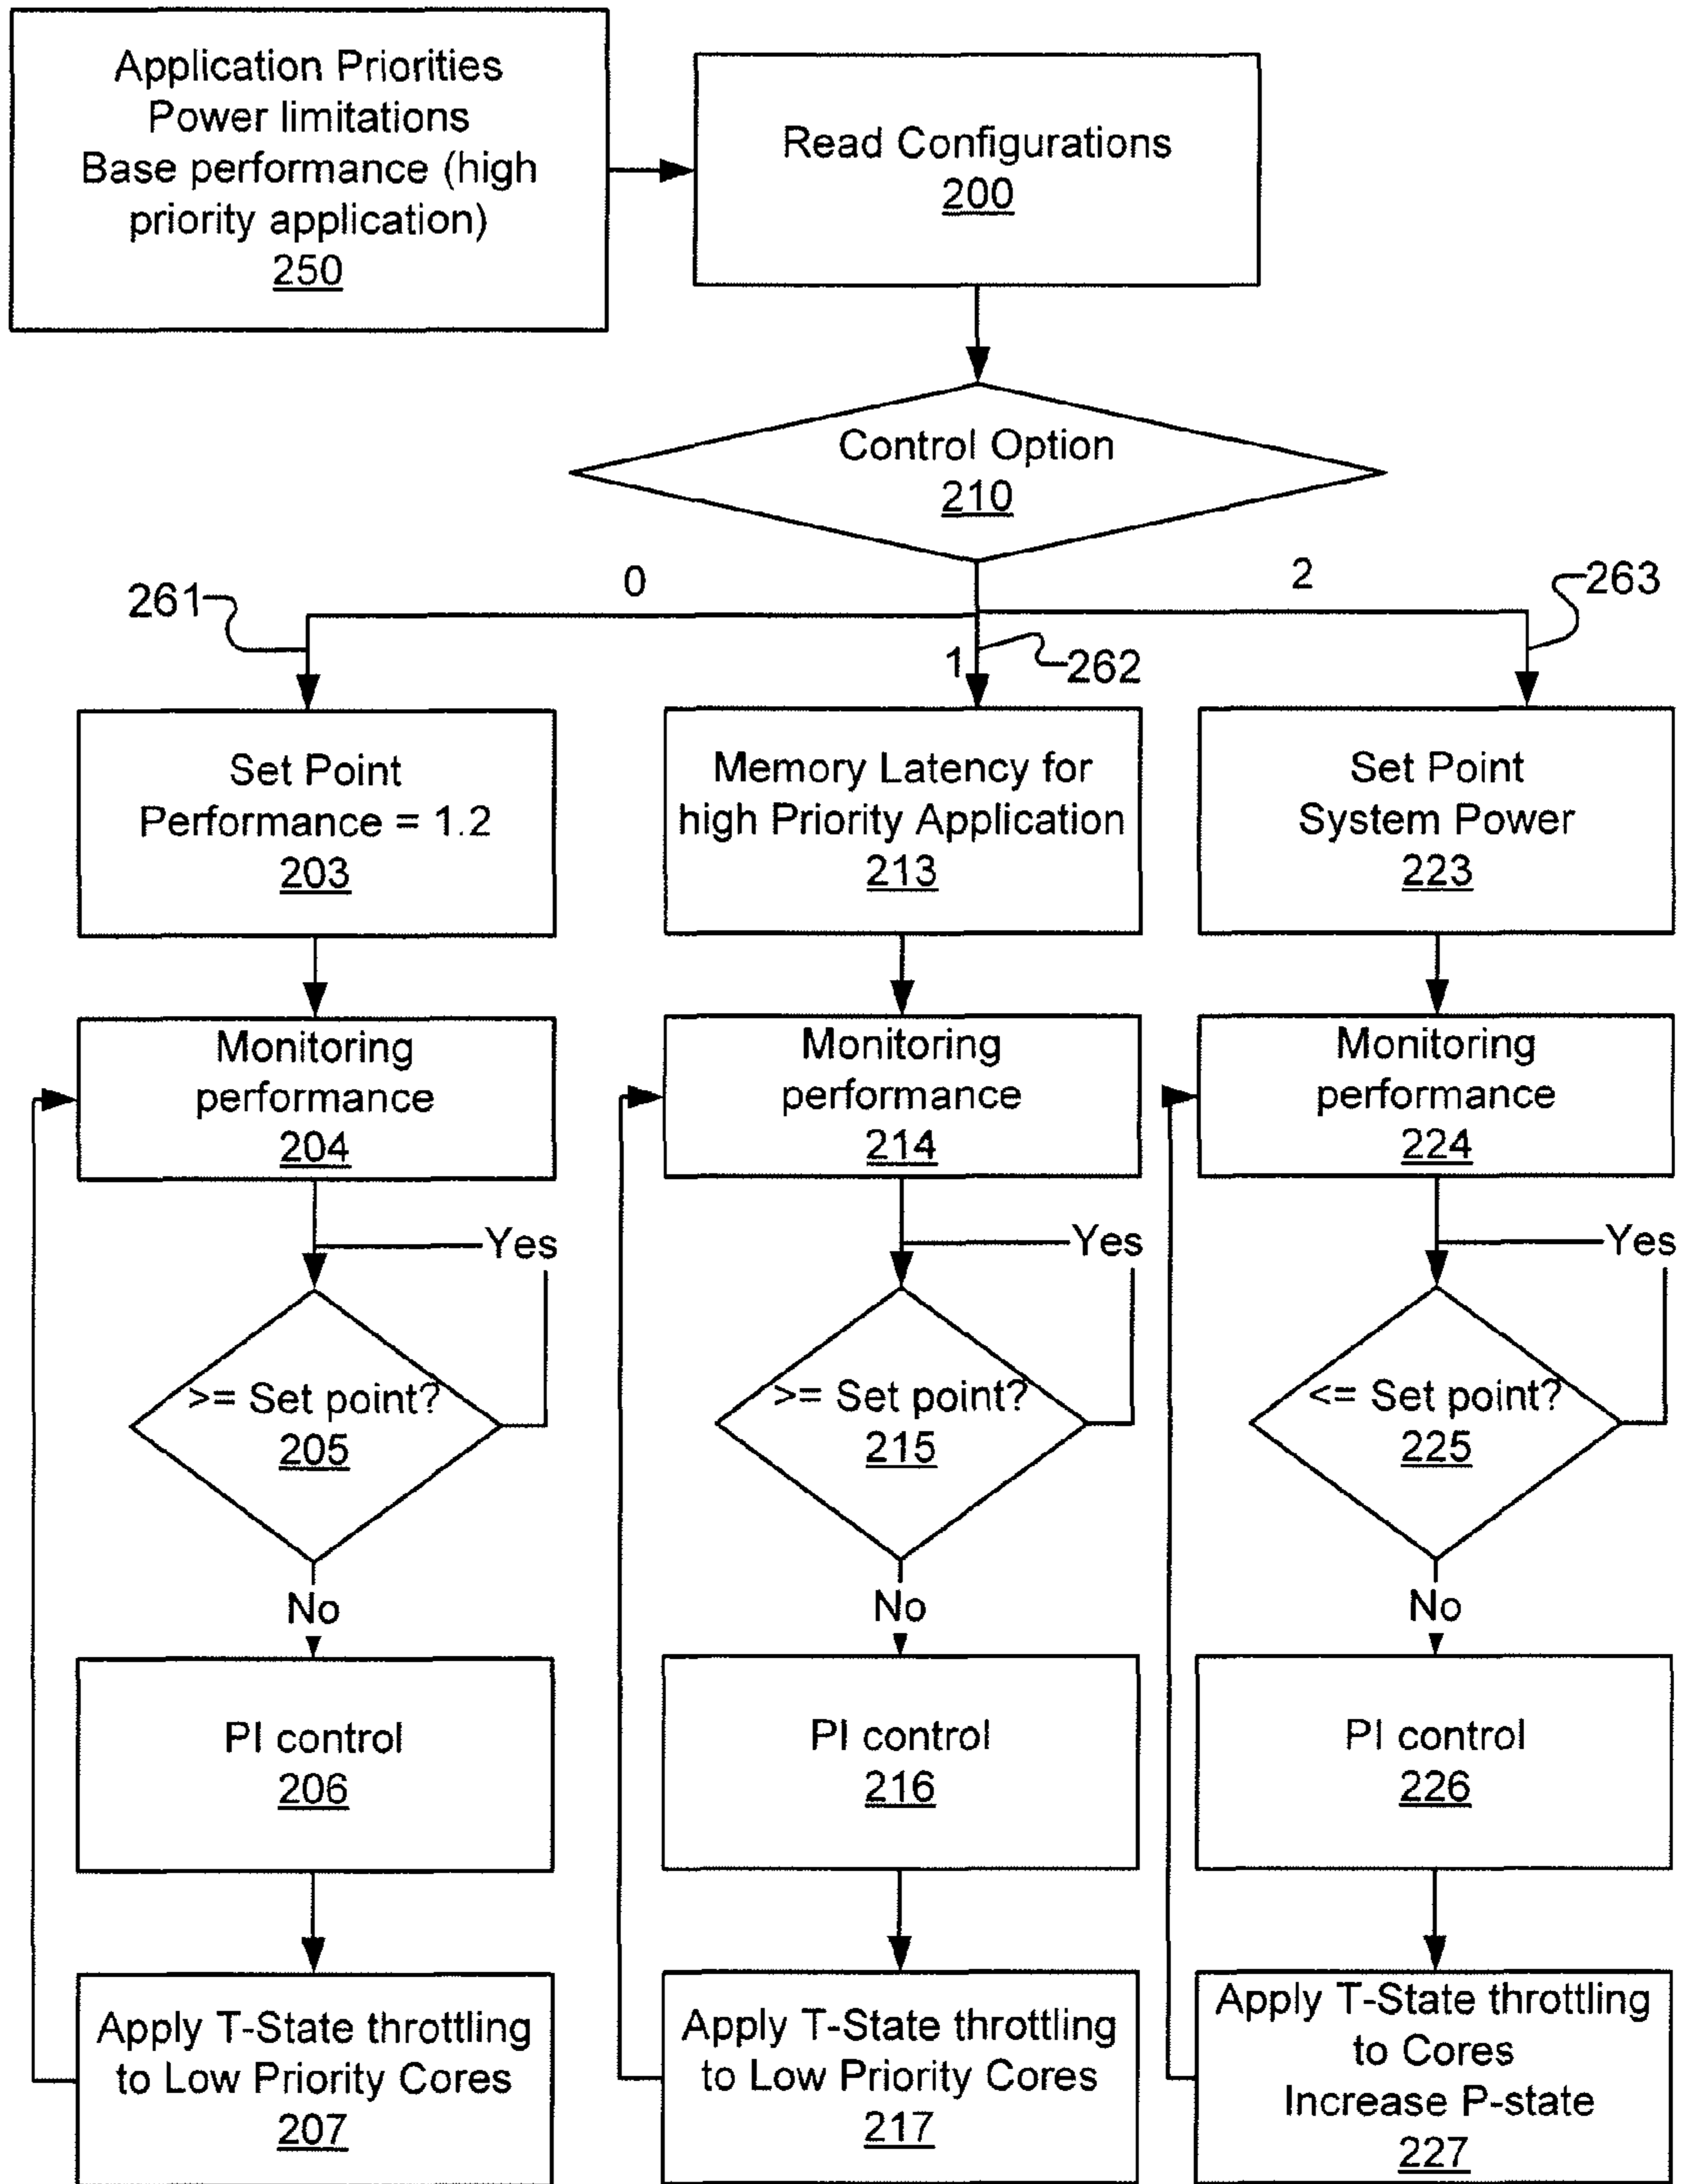 Application Priorities
Power limitations
Base performance (high
priority application)
250
Read Configurations
200
Control Option
210
0
1
2
261
262
263
Set Point
Performance = 1.2
203
Memory Latency for
high Priority Application
213
Set Point
System Power
223
Monitoring
performance
204
Monitoring
performance
214
Monitoring
performance
224
Yes
Yes
Yes
>= Set point?
205
>= Set point?
215
<= Set point?
225
No
No
No
PI control
206
PI control
216
PI control
226
Apply T-State throttling
to Low Priority Cores
207
Apply T-State throttling
to Low Priority Cores
217
Apply T-State throttling
to Cores
Increase P-state
227